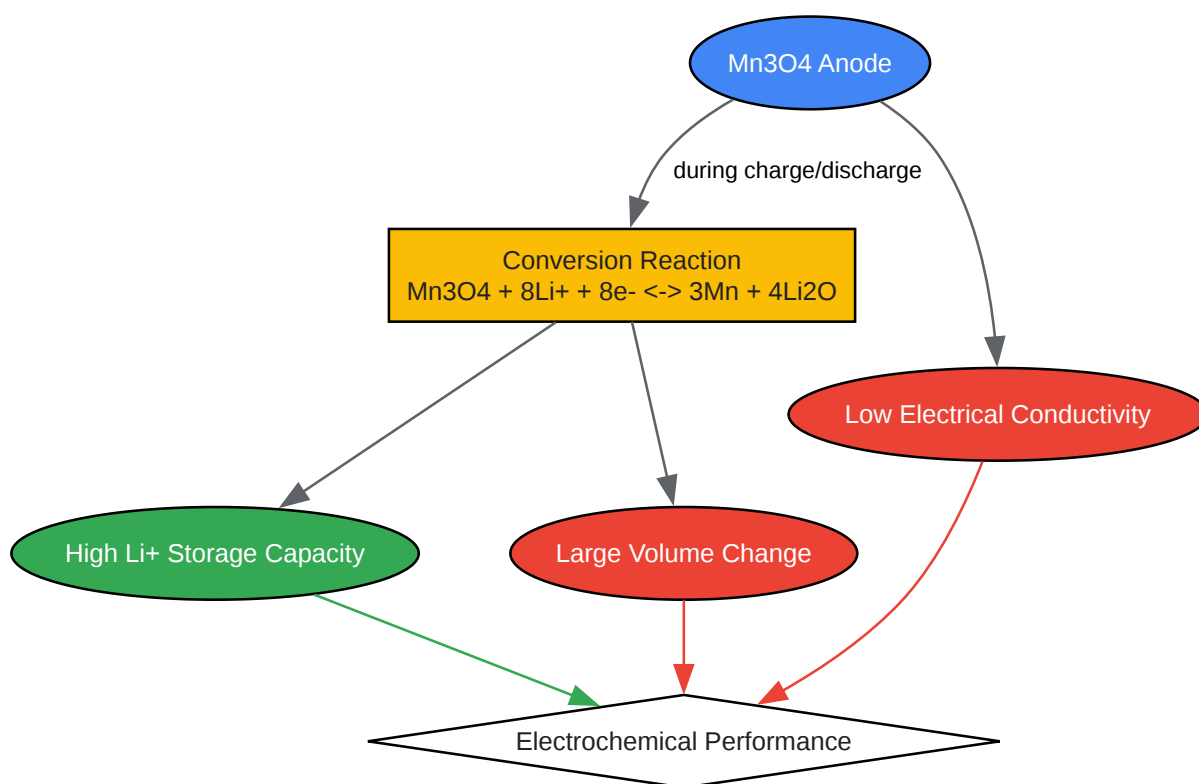 Mn3O4 Anode
during charge/discharge
Conversion Reaction
Mn3O4 + 8Li+ + 8e- <-> 3Mn + 4Li2O
Low Electrical Conductivity
High Li+ Storage Capacity
Large Volume Change
Electrochemical Performance